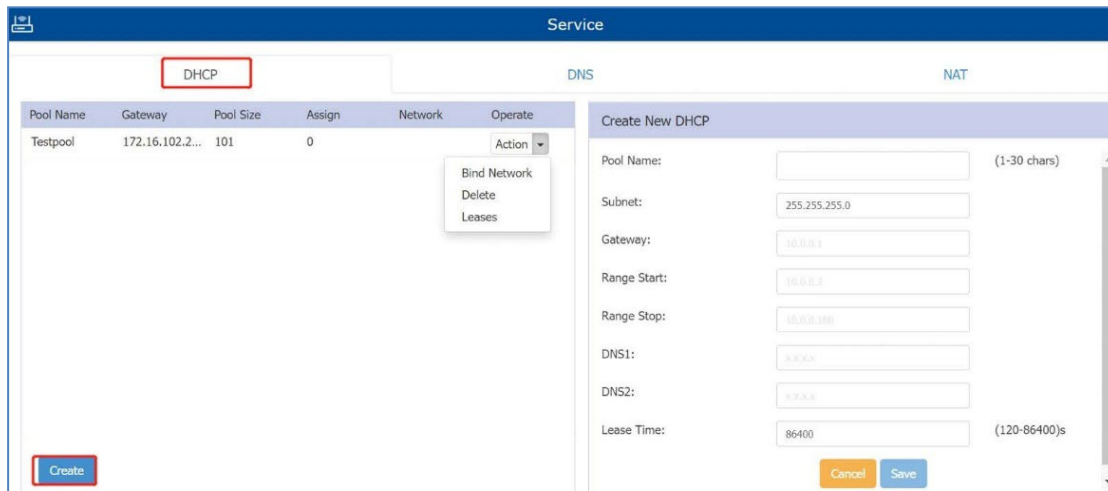 Service
DHCP DNS NAT
Pool Name Gateway Pool Size Assign Network Operate
Testpool 172.16.102.2... 101 0 Action
Bind Network
Delete
Leases
Create
Create New DHCP
Pool Name: (1-30 chars)
Subnet: 255.255.255.0
Gateway: 10.0.0.1
Range Start: 10.0.0.2
Range Stop: 10.0.0.100
DNS1: x.x.x.x
DNS2: x.x.x.x
Lease Time: 86400 (120-86400)s
Cancel Save